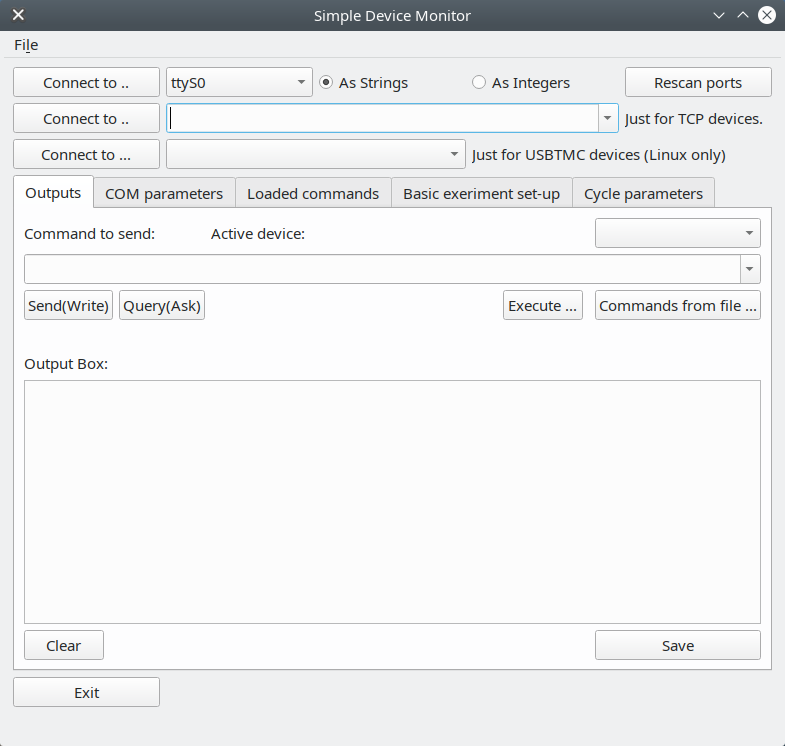 Simple Device Monitor
File
Connect to .. ttyS0 As Strings As Integers Rescan ports
Connect to .. Just for TCP devices.
Connect to ... Just for USBTMC devices (Linux only)
Outputs COM parameters Loaded commands Basic exeriment set-up Cycle parameters
Command to send: Active device:
Send(Write) Query(Ask) Execute ... Commands from file ...
Output Box:
Clear Save
Exit